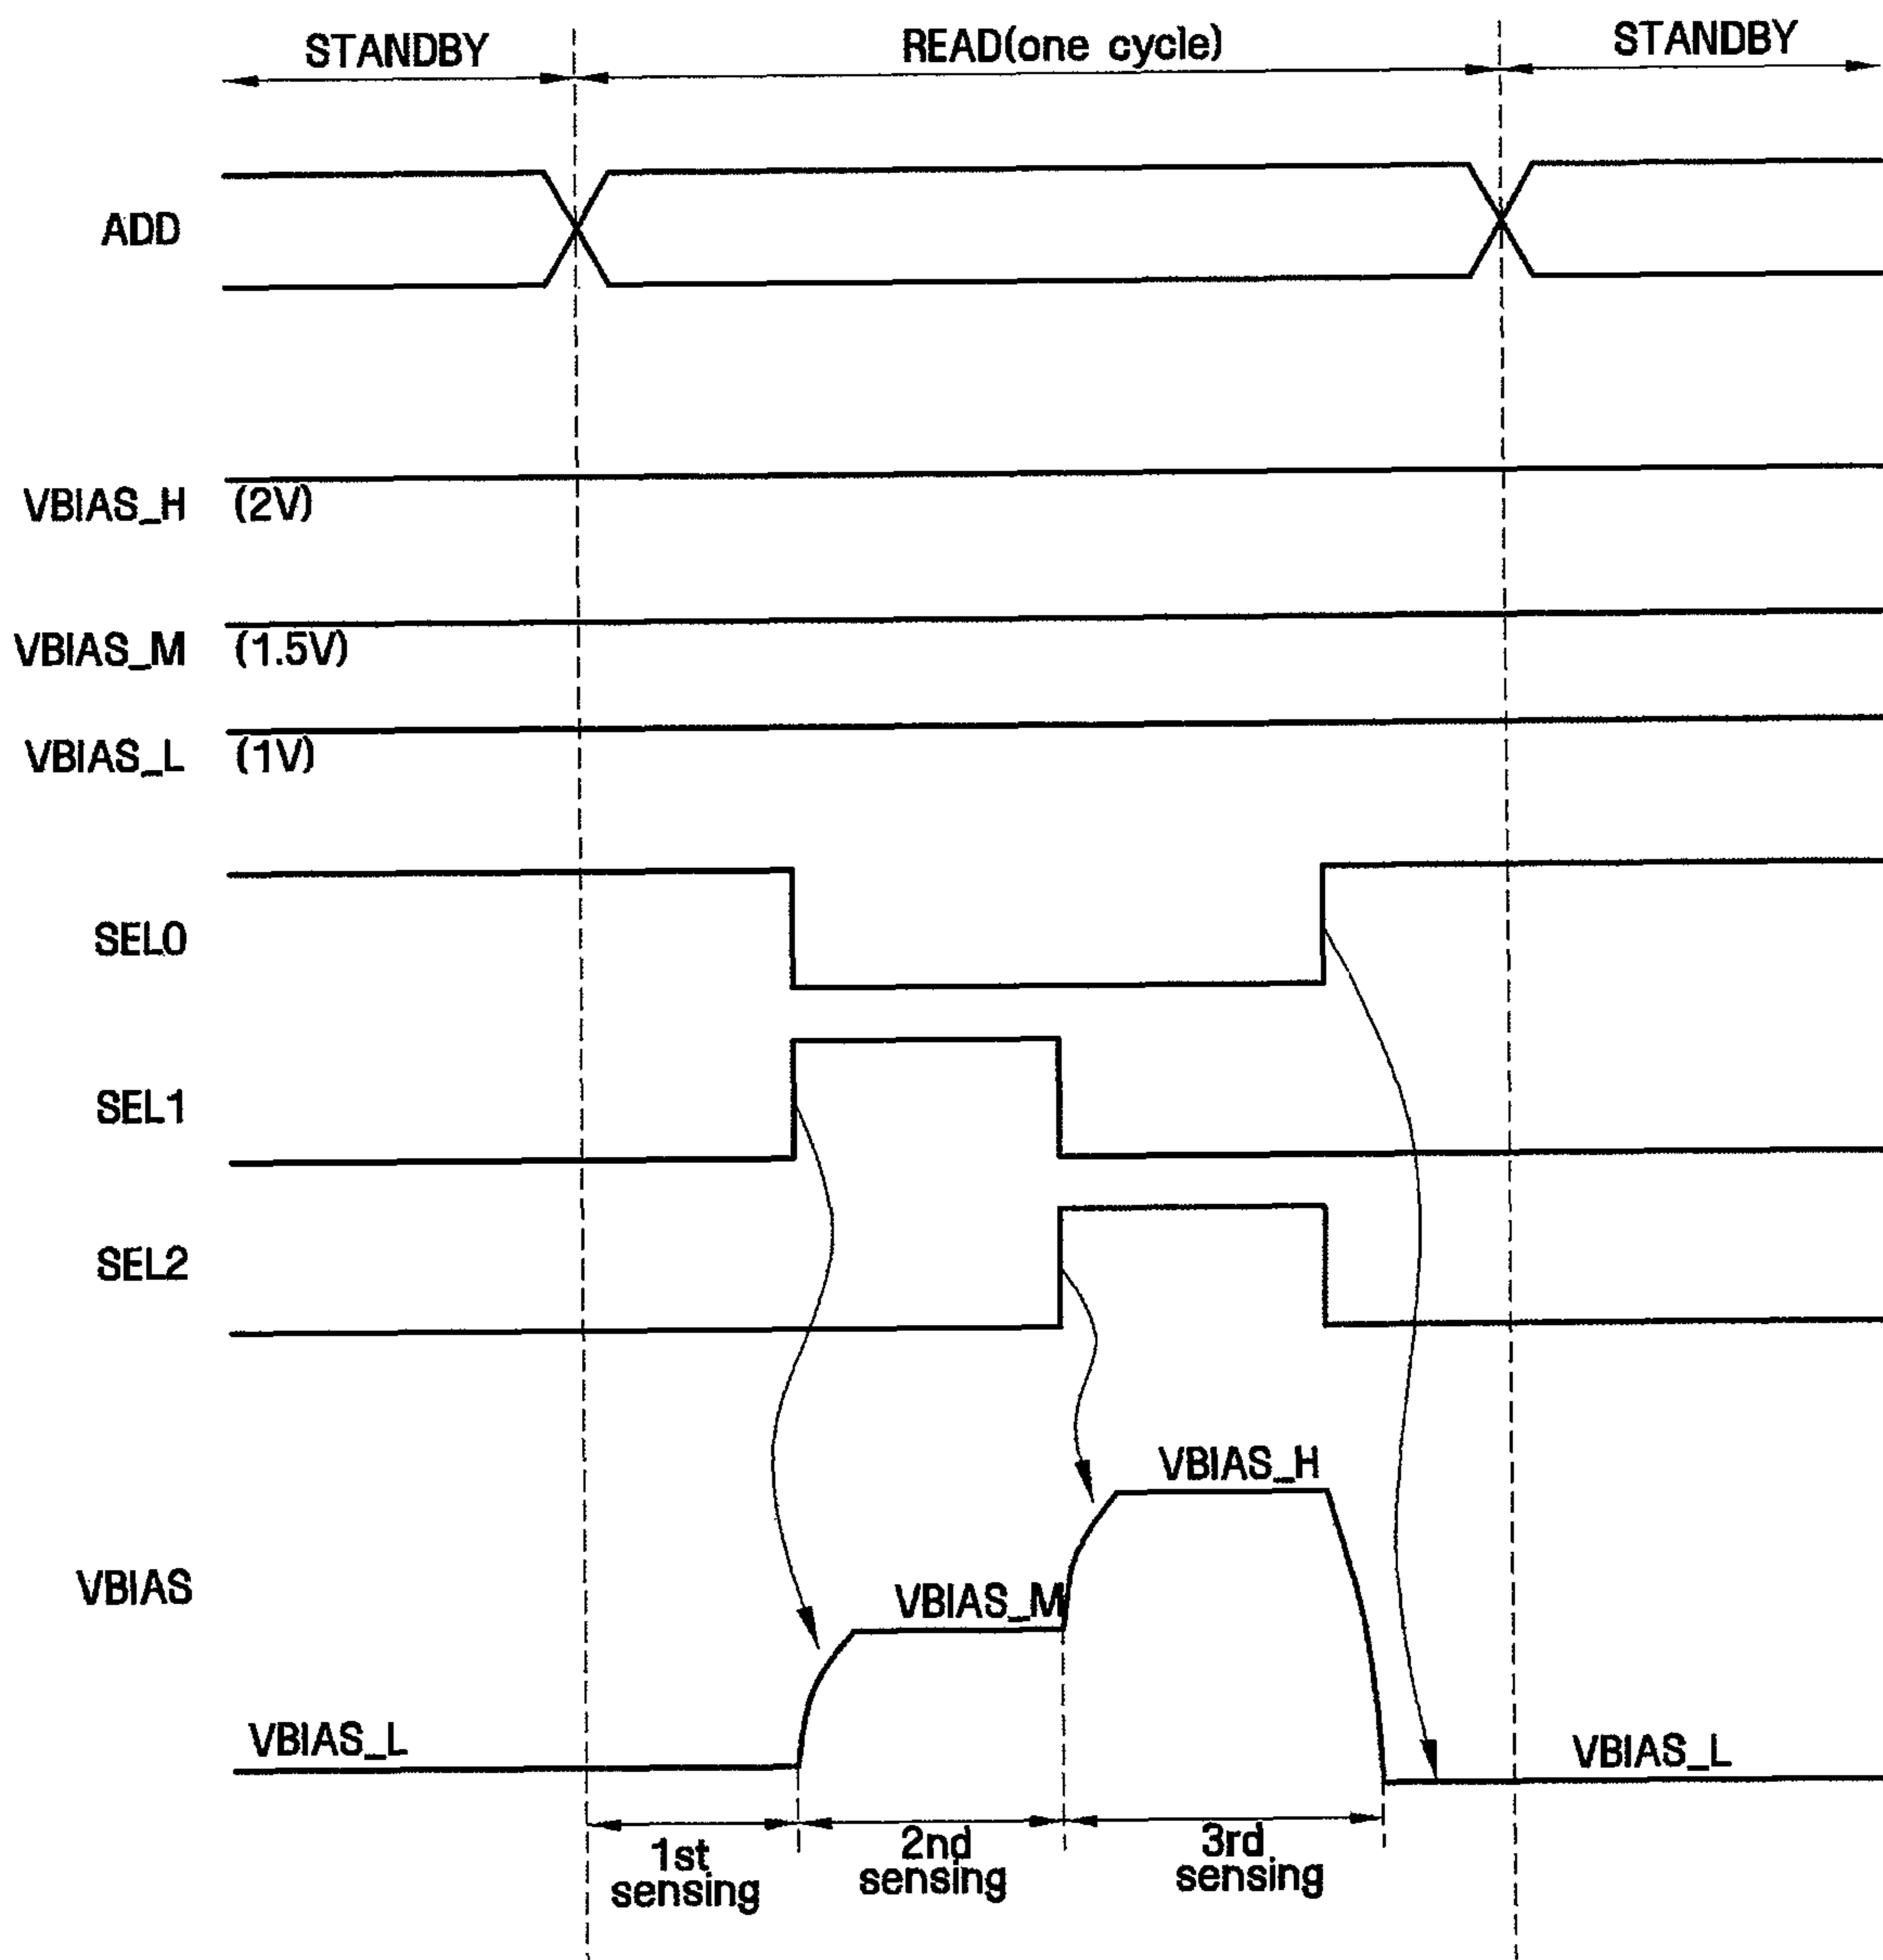 STANDBY
READ(one cycle)
STANDBY
ADD
VBIAS_H (2V)
VBIAS_M (1.5V)
VBIAS_L (1V)
SEL0
SEL1
SEL2
VBIAS_H
VBIAS
VBIAS_M
VBIAS_L
VBIAS_L
1st
sensing
2nd
sensing
3rd
sensing